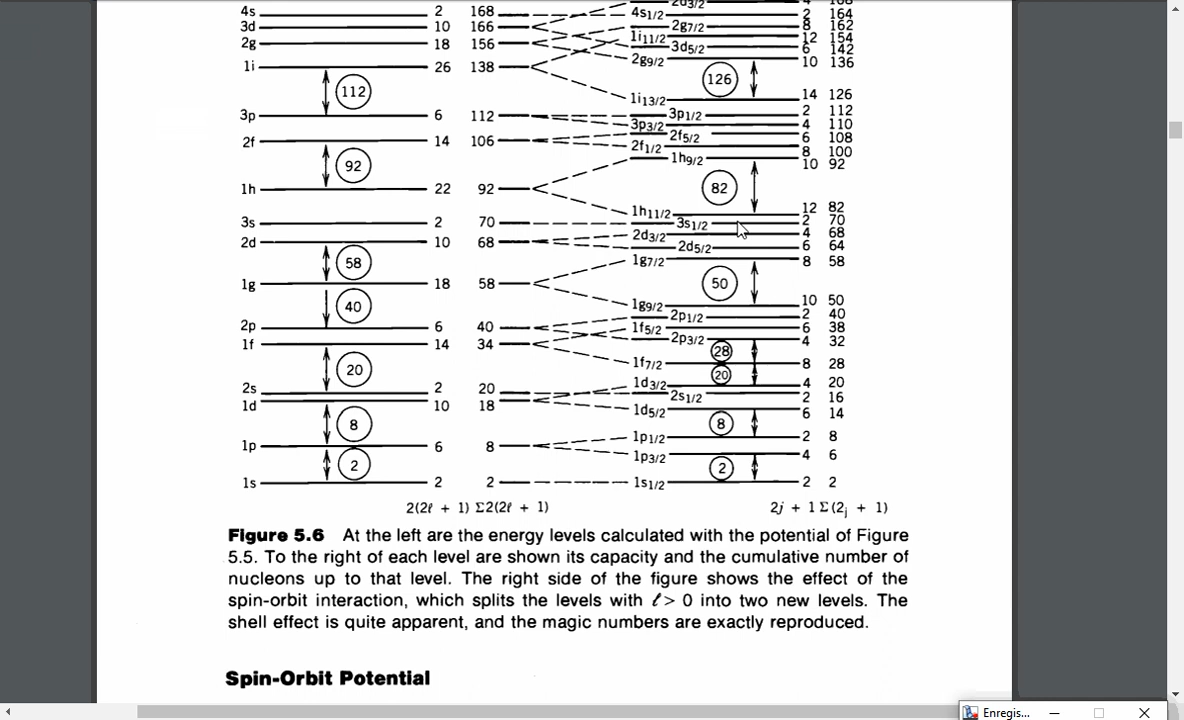 2d3/2
4s 2 168 4s1/2 2 164
3d 10 166 2g7/2 8 162
2g 18 156 1i11/2 12 154
3d5/2 6 142
1i 26 138 2g9/2 10 136
112 126
1i13/2 14 126
3p 6 112 3p1/2 2 112
3p3/2 4 110
2f 14 106 2f5/2 6 108
2f1/2 8 100
92 1h9/2 10 92
1h 22 92 82
1h11/2 12 82
3s 2 70 3s1/2 2 70
2d 10 68 2d3/2 4 68
2d5/2 6 64
58 1g7/2 8 58
1g 18 58 50
40 1g9/2 10 50
2p1/2 2 40
2p 6 40 1f5/2 6 38
1f 14 34 2p3/2 4 32
28
20 1f7/2 8 28
20
2s 2 20 1d3/2 4 20
1d 10 18 2s1/2 2 16
1d5/2 6 14
8 8
1p 6 8 1p1/2 2 8
1p3/2 4 6
2 2
1s 2 2 1s1/2 2 2
2(2ℓ + 1) Σ2(2ℓ + 1) 2j + 1 Σ(2j + 1)
Figure 5.6 At the left are the energy levels calculated with the potential of Figure
5.5. To the right of each level are shown its capacity and the cumulative number of
nucleons up to that level. The right side of the figure shows the effect of the
spin-orbit interaction, which splits the levels with ℓ > 0 into two new levels. The
shell effect is quite apparent, and the magic numbers are exactly reproduced.
Spin-Orbit Potential
Enregis...